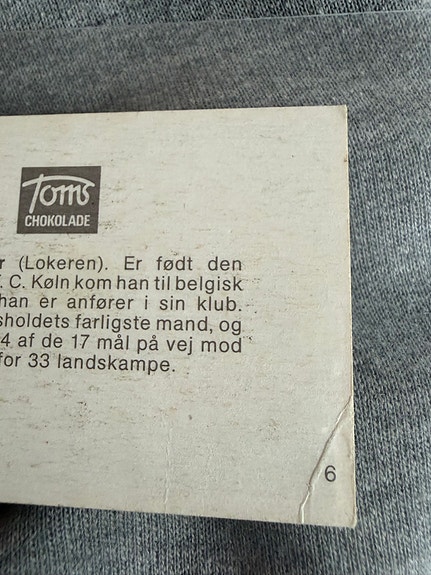 Toms
CHOKOLADE
r (Lokeren). Er født den
. C. Køln kom han til belgisk
han er anfører i sin klub.
sholdets farligste mand, og
4 af de 17 mål på vej mod
for 33 landskampe.
6